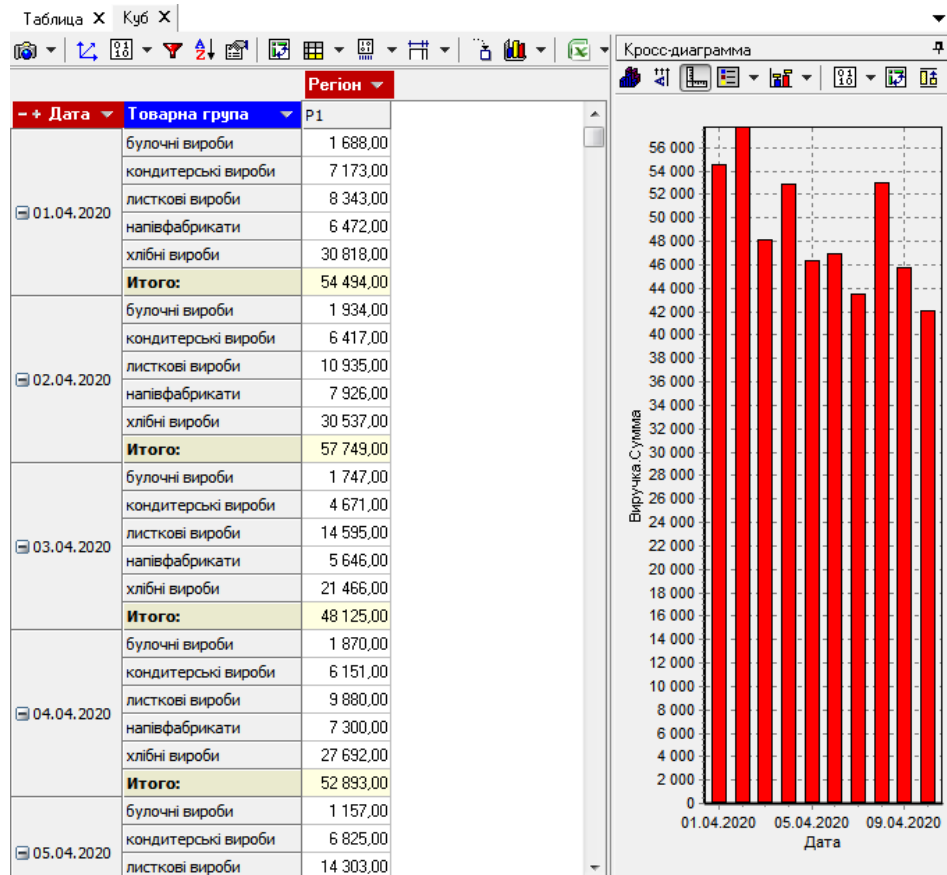 Таблица X Куб X
Кросс-диаграмма
Регіон
- + Дата Товарна група Р1
01.04.2020
булочні вироби 1 688,00
кондитерські вироби 7 173,00
листкові вироби 8 343,00
напівфабрикати 6 472,00
хлібні вироби 30 818,00
Итого: 54 494,00
02.04.2020
булочні вироби 1 934,00
кондитерські вироби 6 417,00
листкові вироби 10 935,00
напівфабрикати 7 926,00
хлібні вироби 30 537,00
Итого: 57 749,00
03.04.2020
булочні вироби 1 747,00
кондитерські вироби 4 671,00
листкові вироби 14 595,00
напівфабрикати 5 646,00
хлібні вироби 21 466,00
Итого: 48 125,00
04.04.2020
булочні вироби 1 870,00
кондитерські вироби 6 151,00
листкові вироби 9 880,00
напівфабрикати 7 300,00
хлібні вироби 27 692,00
Итого: 52 893,00
05.04.2020
булочні вироби 1 157,00
кондитерські вироби 6 825,00
листкові вироби 14 303,00
56 000
54 000
52 000
50 000
48 000
46 000
44 000
42 000
40 000
38 000
36 000
34 000
32 000
30 000
28 000
26 000
24 000
22 000
20 000
18 000
16 000
14 000
12 000
10 000
8 000
6 000
4 000
2 000
0
Виручка.Сумма
01.04.2020 05.04.2020 09.04.2020
Дата